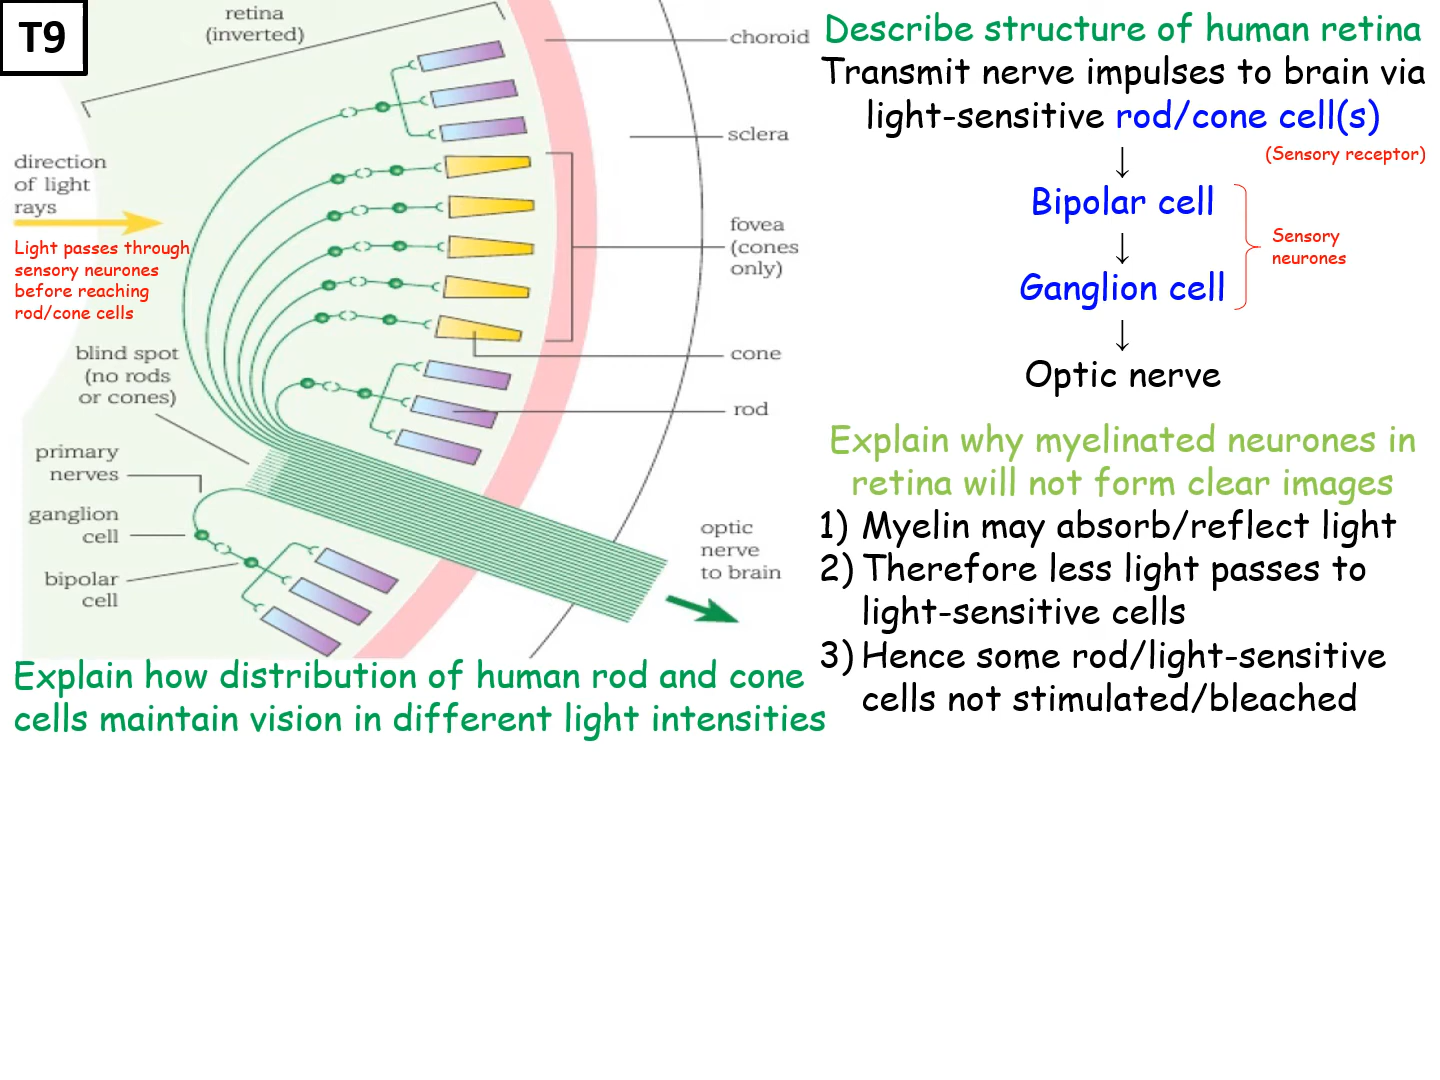 T9
retina
(inverted)
choroid
sclera
direction
of light
rays
Light passes through
sensory neurones
before reaching
rod/cone cells
fovea
(cones
only)
blind spot
(no rods
or cones)
cone
rod
primary
nerves
ganglion
cell
bipolar
cell
optic
nerve
to brain
Explain how distribution of human rod and cone
cells maintain vision in different light intensities
Describe structure of human retina
Transmit nerve impulses to brain via
light-sensitive rod/cone cell(s)
(Sensory receptor)
↓
Bipolar cell
↓
Sensory
neurones
Ganglion cell
↓
Optic nerve
Explain why myelinated neurones in
retina will not form clear images
1) Myelin may absorb/reflect light
2) Therefore less light passes to
light-sensitive cells
3) Hence some rod/light-sensitive
cells not stimulated/bleached